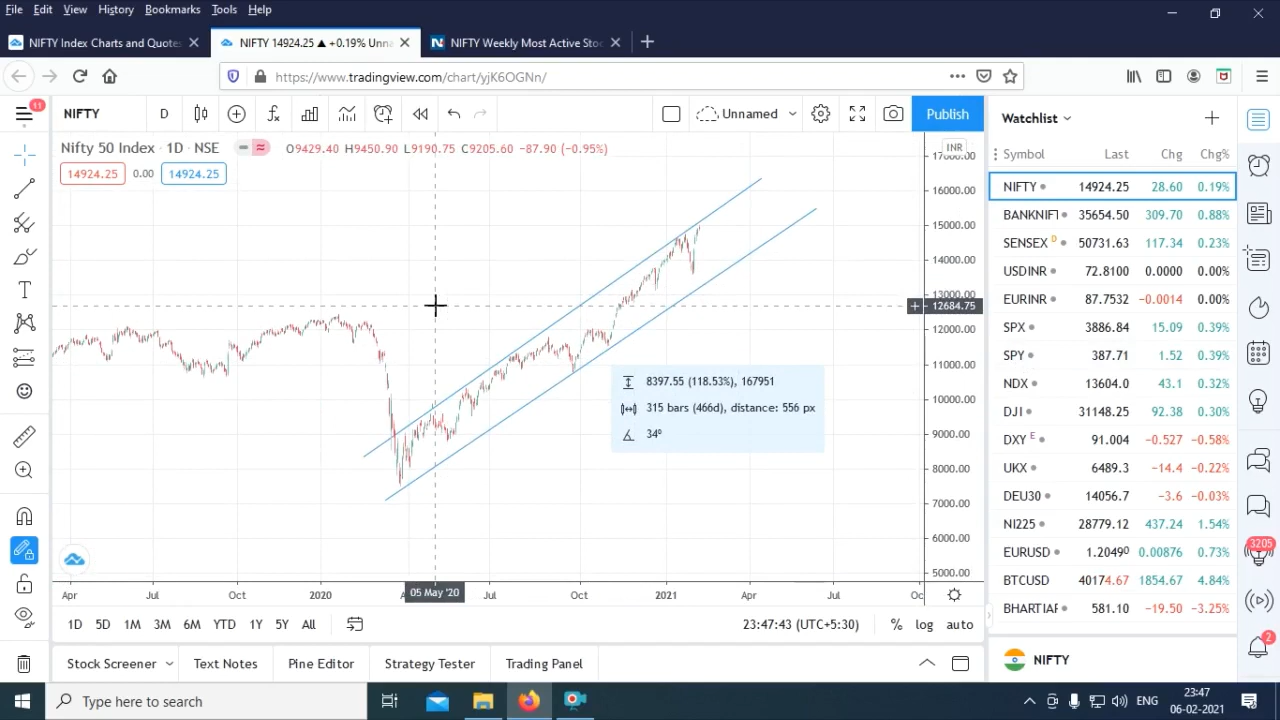 File Edit View History Bookmarks Tools Help
NIFTY Index Charts and Quote
NIFTY 14924.25 ▲ +0.19% Unna
NIFTY Weekly Most Active Sto
https://www.tradingview.com/chart/yjK6OGNn/
11
NIFTY D Unnamed Publish
Nifty 50 Index · 1D · NSE O9429.40 H9450.90 L9190.75 C9205.60 -87.90 (-0.95%)
14924.25 0.00 14924.25
INR
17000.00
16000.00
15000.00
14000.00
13000.00
12684.75
12000.00
11000.00
10000.00
9000.00
8000.00
7000.00
6000.00
5000.00
8397.55 (118.53%), 167951
315 bars (466d), distance: 556 px
34º
Apr Jul Oct 2020 05 May '20 Jul Oct 2021 Apr Jul Oc
1D 5D 1M 3M 6M YTD 1Y 5Y All 23:47:43 (UTC+5:30) % log auto
Stock Screener Text Notes Pine Editor Strategy Tester Trading Panel
Watchlist
Symbol Last Chg Chg%
NIFTY 14924.25 28.60 0.19%
BANKNIFT 35654.50 309.70 0.88%
SENSEX D 50731.63 117.34 0.23%
USDINR 72.8100 0.0000 0.00%
EURINR 87.7532 -0.0014 0.00%
SPX 3886.84 15.09 0.39%
SPY 387.71 1.52 0.39%
NDX 13604.0 43.1 0.32%
DJI 31148.25 92.38 0.30%
DXY E 91.004 -0.527 -0.58%
UKX 6489.3 -14.4 -0.22%
DEU30 14056.7 -3.6 -0.03%
NI225 28779.12 437.24 1.54%
EURUSD 1.20490 0.00876 0.73%
BTCUSD 40174.67 1854.67 4.84%
BHARTIAF 581.10 -19.50 -3.25%
NIFTY
3205
2
Type here to search
ENG
23:47
06-02-2021